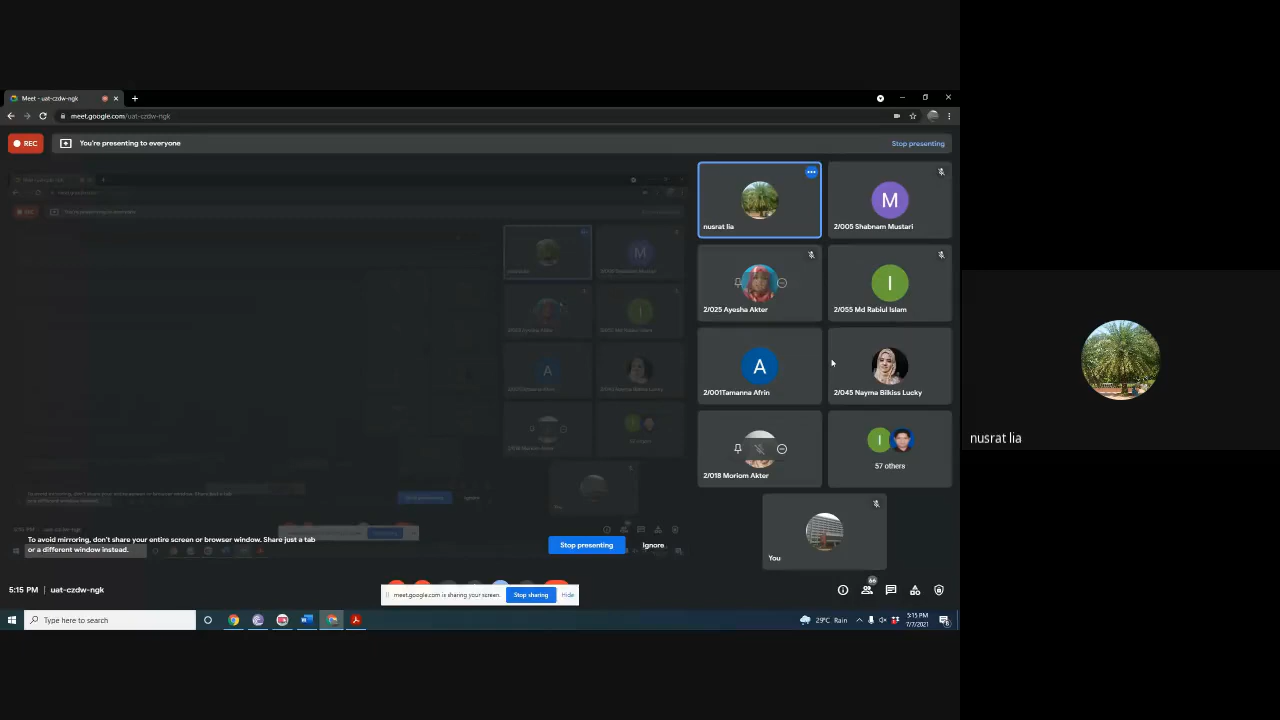 Meet - uat-czdw-ngk
meet.google.com/uat-czdw-ngk
REC
You're presenting to everyone
Stop presenting
nusrat lia
M
2/005 Shabnam Mustari
2/025 Ayesha Akter
I
2/055 Md Rabiul Islam
A
2/001Tamanna Afrin
2/045 Nayma Bilkiss Lucky
2/018 Moriom Akter
I
57 others
You
nusrat lia
To avoid mirroring, don't share your entire screen or browser window. Share just a tab
or a different window instead.
Stop presenting
Ignore
5:15 PM | uat-czdw-ngk
66
meet.google.com is sharing your screen.
Stop sharing
Hide
Type here to search
29°C Rain
5:15 PM
7/7/2021